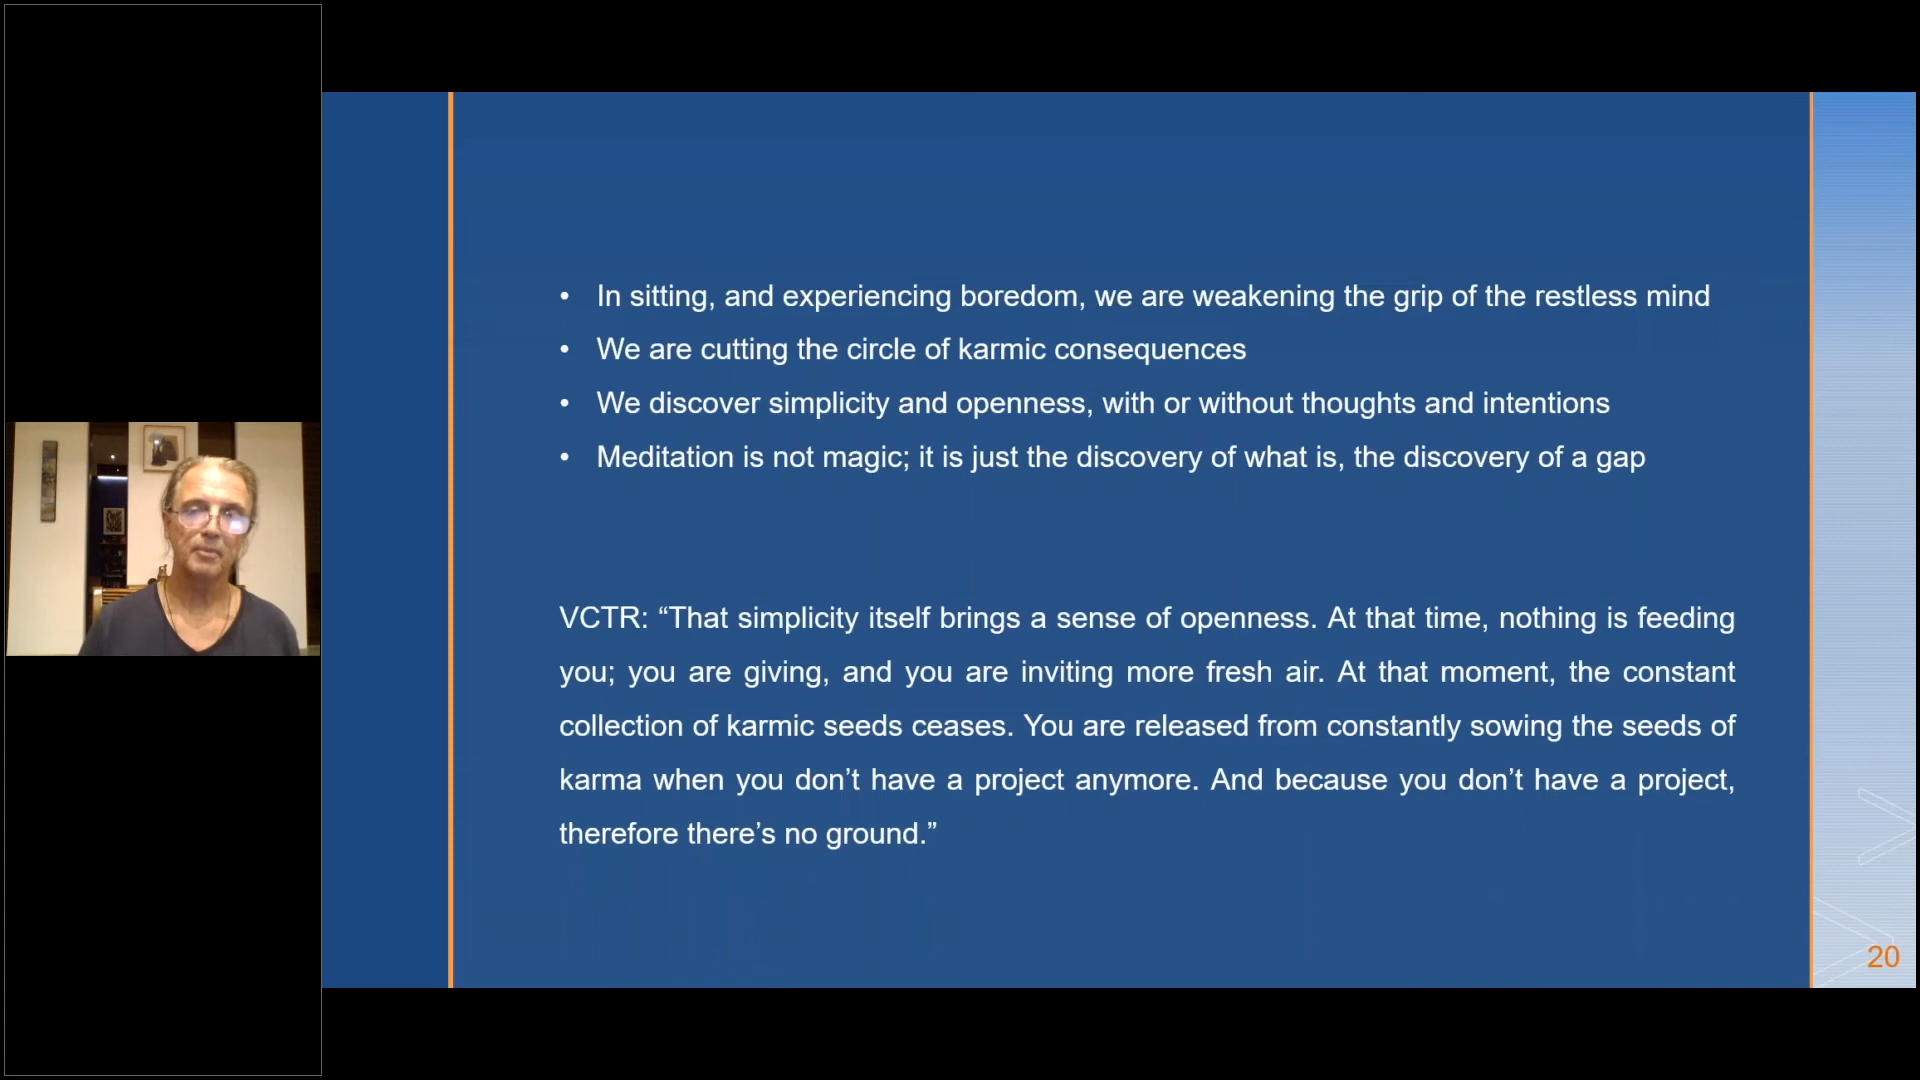 • In sitting, and experiencing boredom, we are weakening the grip of the restless mind
• We are cutting the circle of karmic consequences
• We discover simplicity and openness, with or without thoughts and intentions
• Meditation is not magic; it is just the discovery of what is, the discovery of a gap
VCTR: “That simplicity itself brings a sense of openness. At that time, nothing is feeding
you; you are giving, and you are inviting more fresh air. At that moment, the constant
collection of karmic seeds ceases. You are released from constantly sowing the seeds of
karma when you don’t have a project anymore. And because you don’t have a project,
therefore there’s no ground.”
20